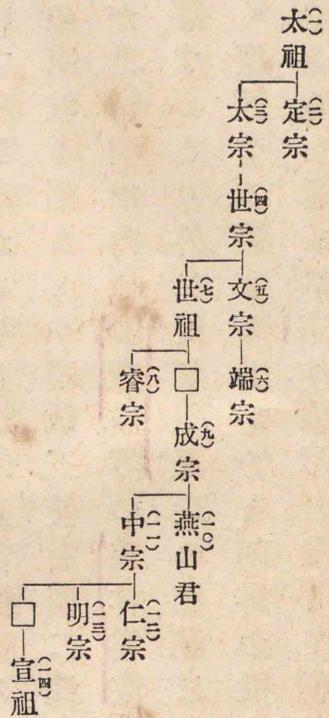 太祖(一)
定宗(二)
太宗(三)
世宗(四)
文宗(五)
端宗(六)
世祖(七)
□
睿宗(八)
成宗(九)
燕山君(一〇)
中宗(一一)
仁宗(一二)
明宗(一三)
□
宣祖(一四)